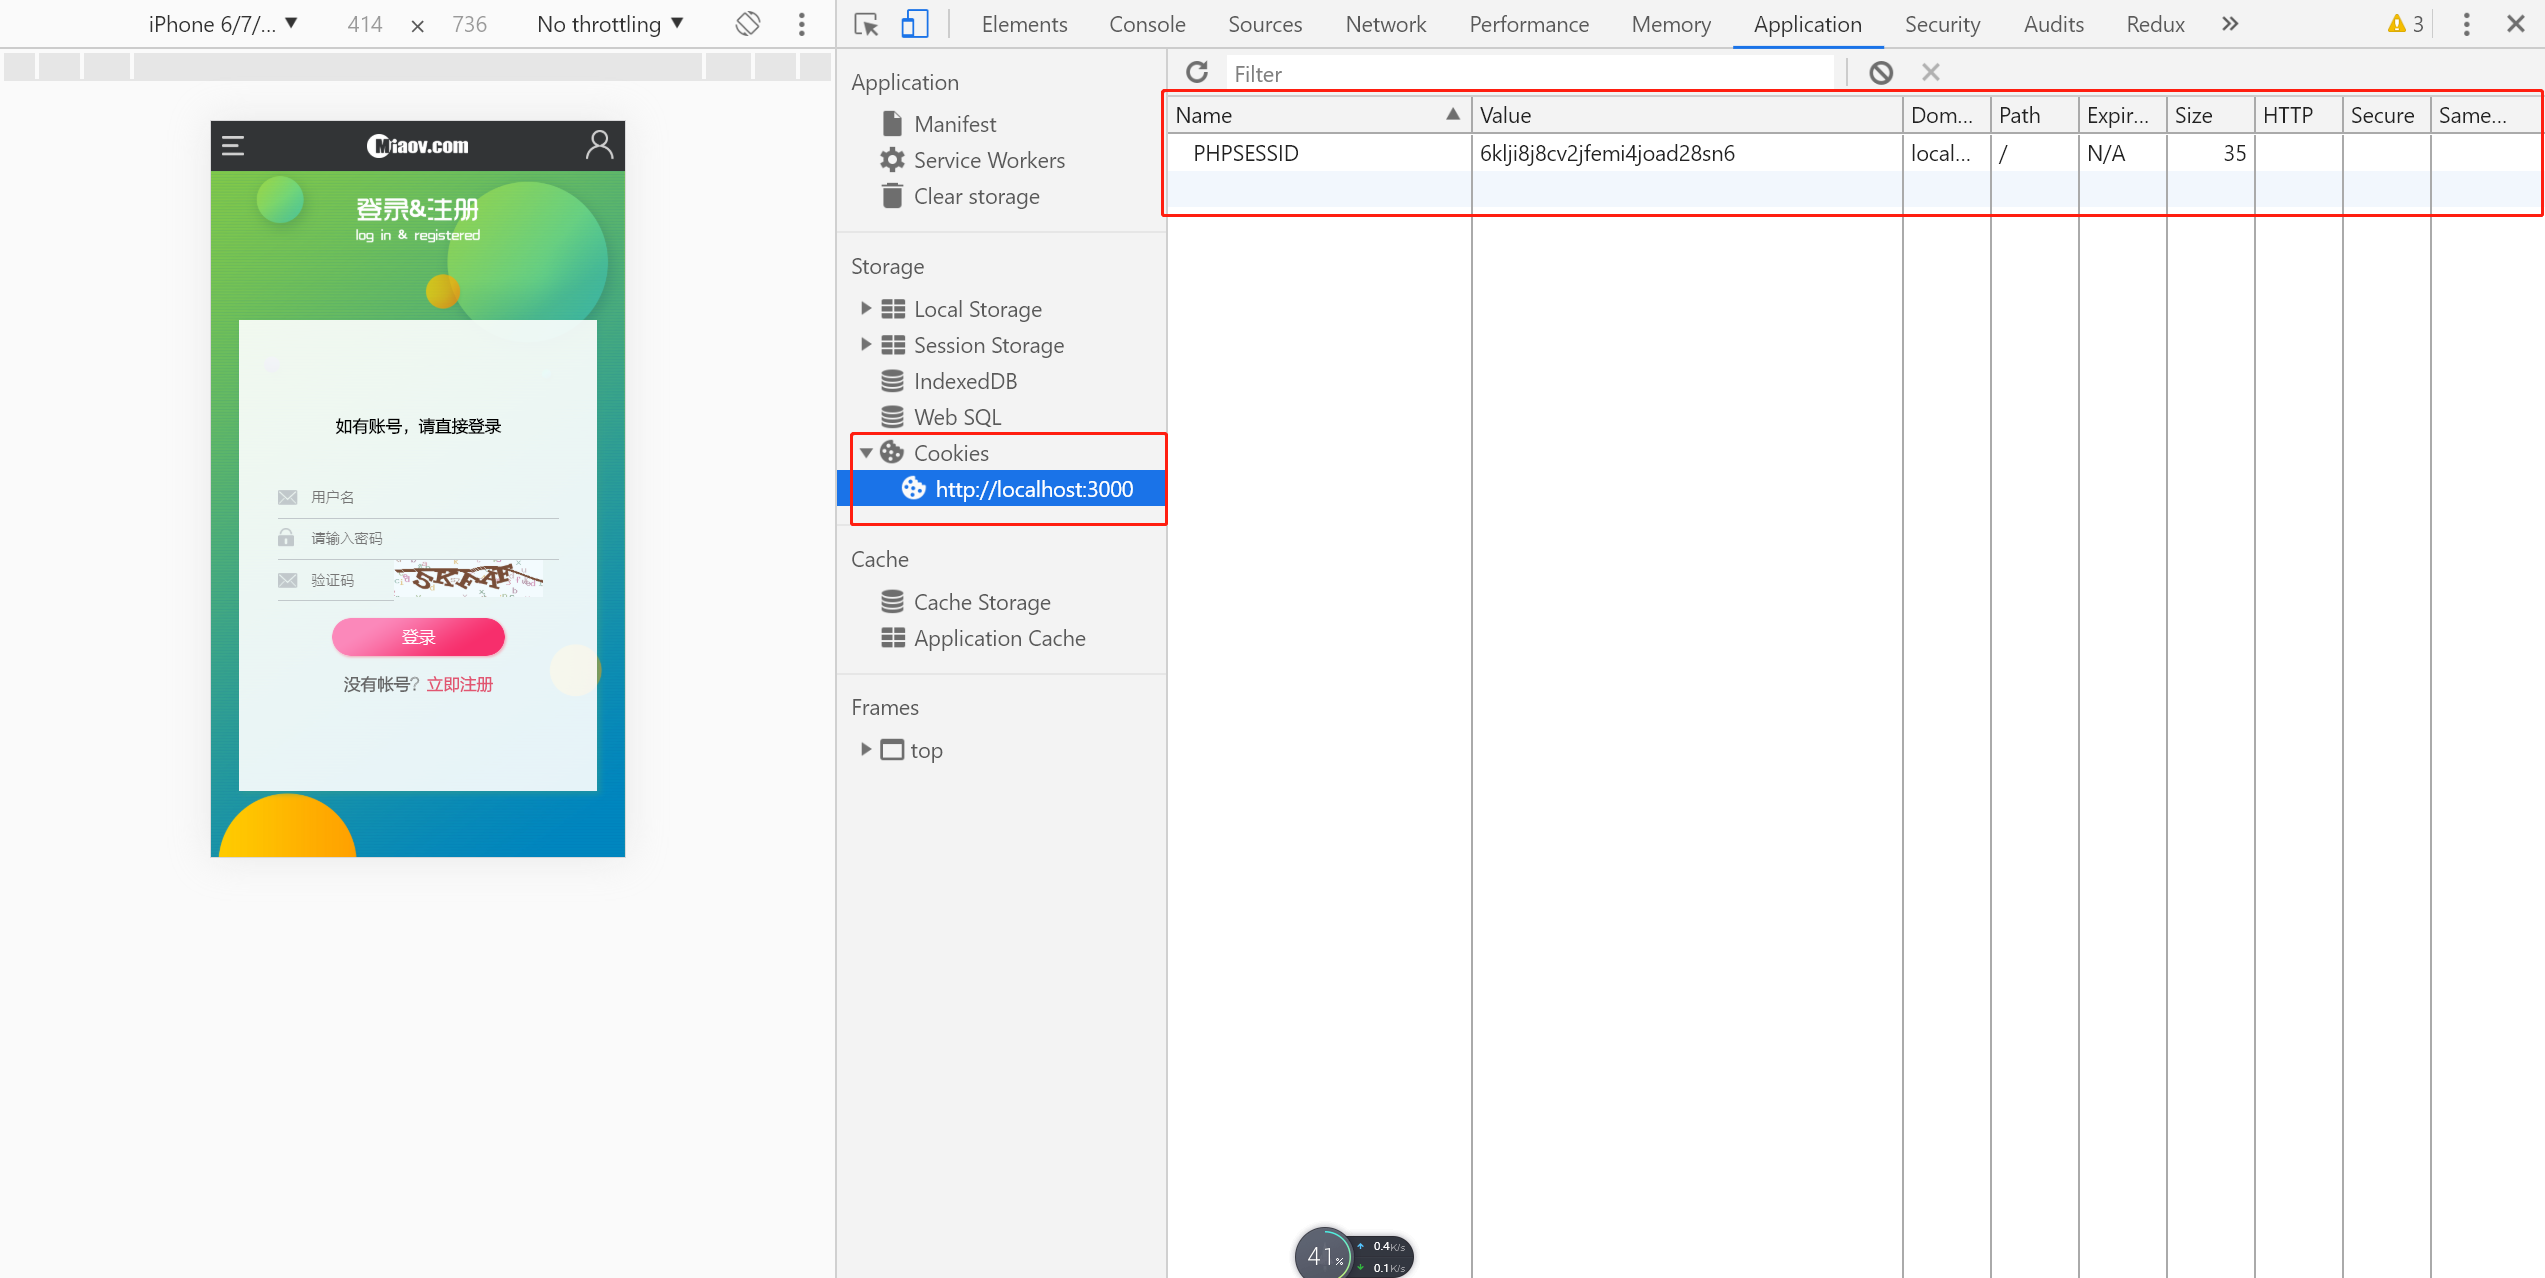 iPhone 6/7/... ▼ 414 × 736 No throttling ▼
Elements Console Sources Network Performance Memory Application Security Audits Redux » 3
Miaov.com
登录&注册
log in & registered
如有账号，请直接登录
用户名
请输入密码
验证码 5KFAF
登录
没有帐号？立即注册
Application
Manifest
Service Workers
Clear storage
Storage
Local Storage
Session Storage
IndexedDB
Web SQL
Cookies
http://localhost:3000
Cache
Cache Storage
Application Cache
Frames
top
Filter
Name Value Dom... Path Expir... Size HTTP Secure Same...
PHPSESSID 6klji8j8cv2jfemi4joad28sn6 local... / N/A 35
41% 0.4K/s
0.1K/s